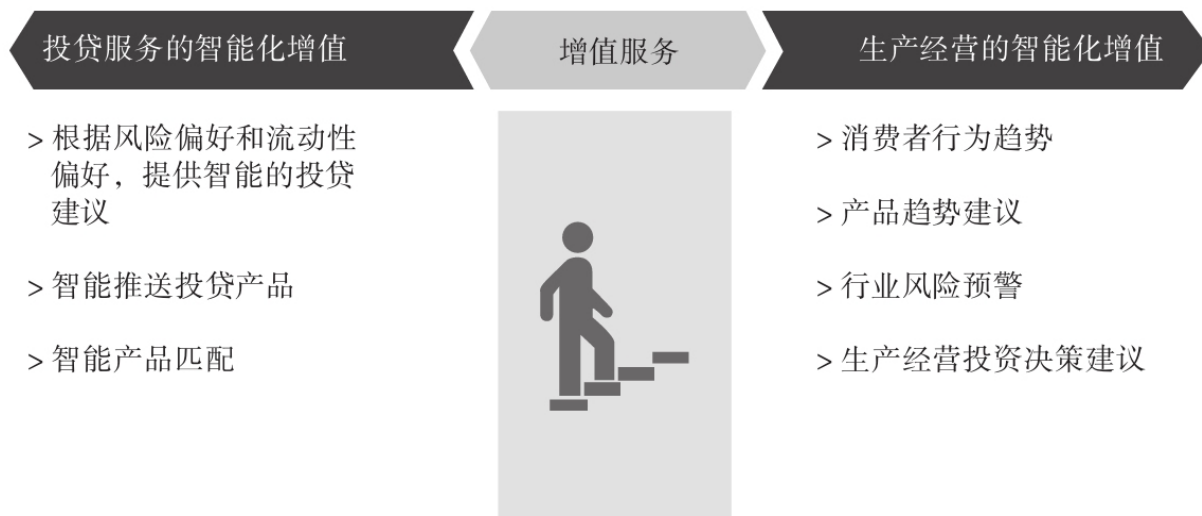 投贷服务的智能化增值
增值服务
生产经营的智能化增值
> 根据风险偏好和流动性
偏好，提供智能的投贷
建议
> 智能推送投贷产品
> 智能产品匹配
> 消费者行为趋势
> 产品趋势建议
> 行业风险预警
> 生产经营投资决策建议